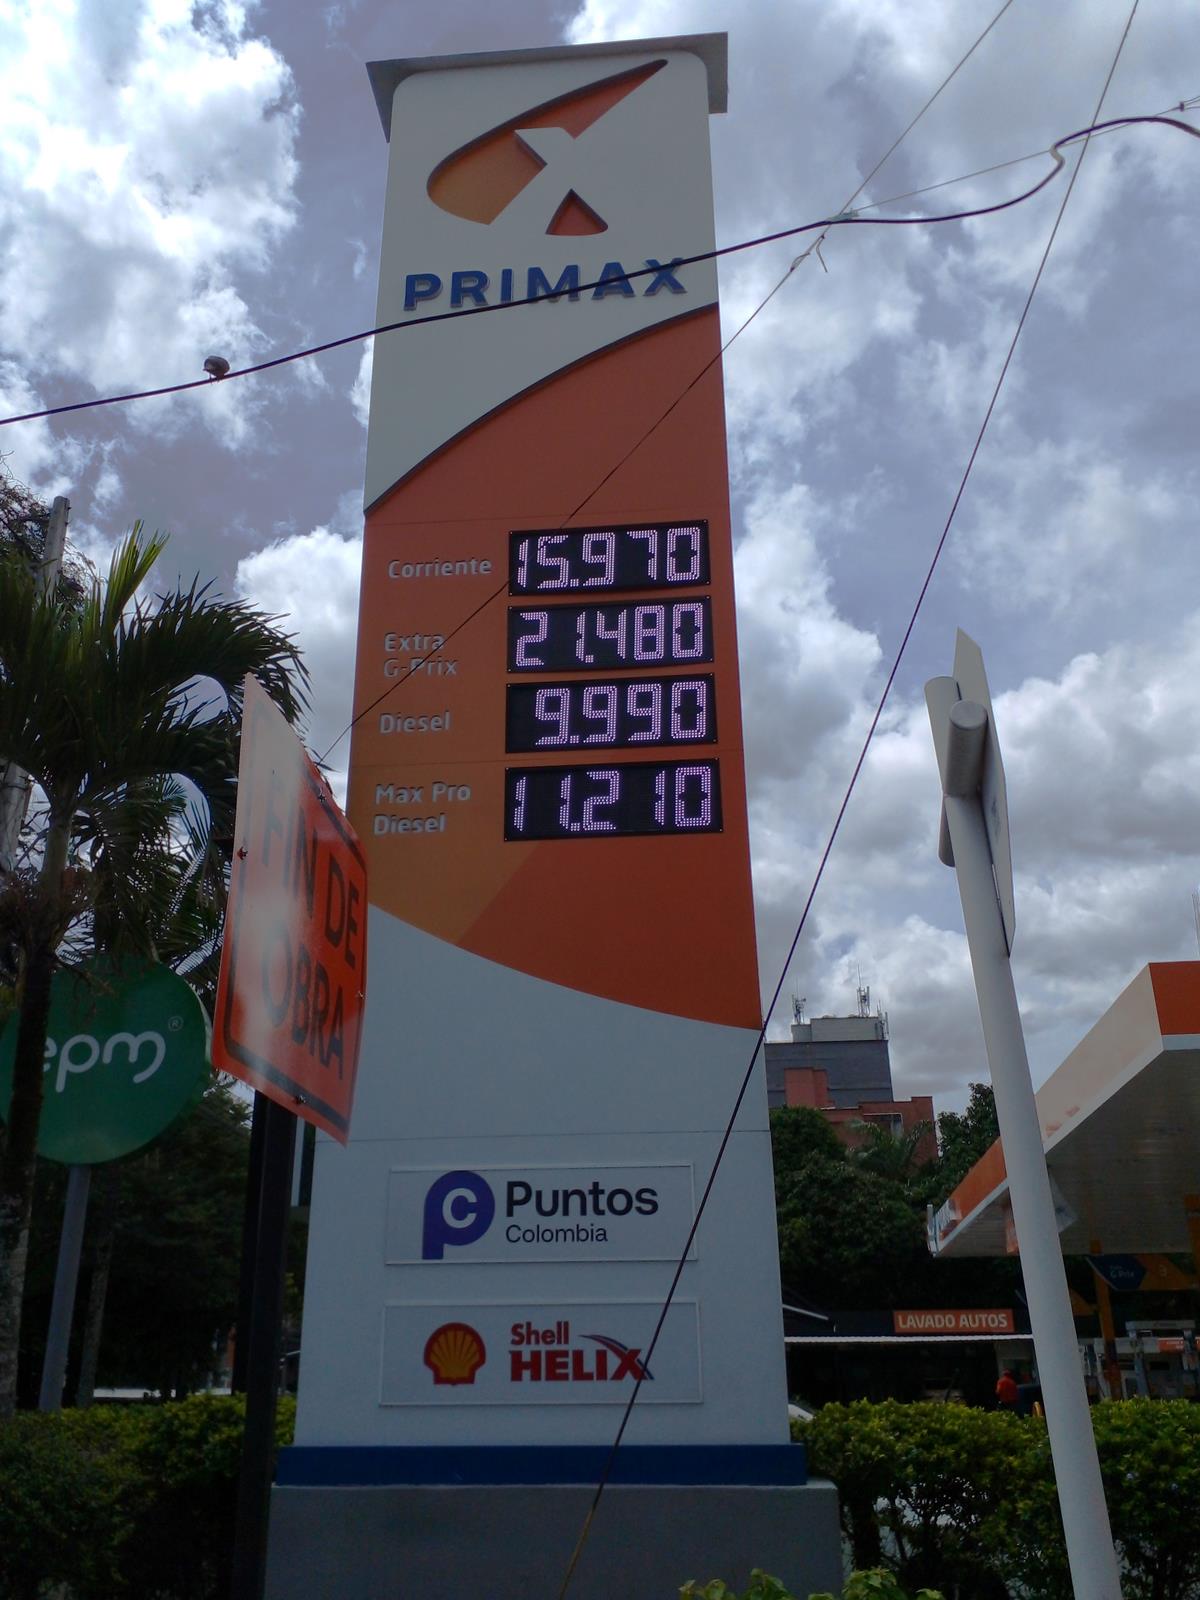 PRIMAX
Corriente 15.970
Extra
G-Prix 21.480
Diesel 9.990
Max Pro
Diesel 11.210
FIN DE
OBRA
epm®
Puntos
Colombia
Shell
HELIX
LAVADO AUTOS
G-Prix